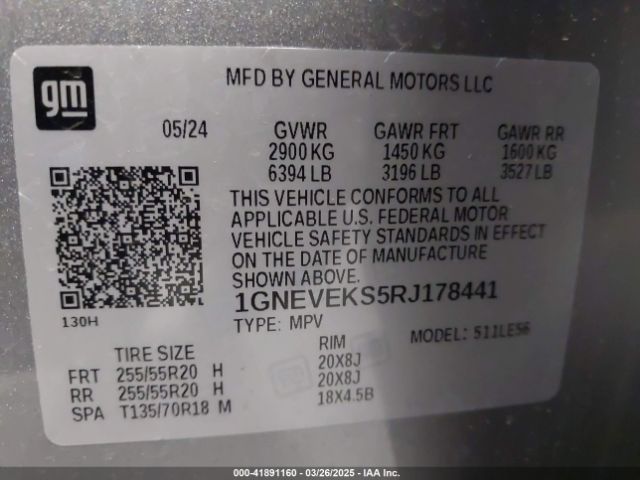 gm
MFD BY GENERAL MOTORS LLC
05/24 GVWR GAWR FRT GAWR RR
2900 KG 1450 KG 1600 KG
6394 LB 3196 LB 3527 LB
THIS VEHICLE CONFORMS TO ALL
APPLICABLE U.S. FEDERAL MOTOR
VEHICLE SAFETY STANDARDS IN EFFECT
ON THE DATE OF MANUFACTURE
SHOWN ABOVE.
1GNEVEKS5RJ178441
130H
TYPE: MPV MODEL: 511LES6
TIRE SIZE RIM
FRT 255/55R20 H 20X8J
RR 255/55R20 H 20X8J
SPA T135/70R18 M 18X4.5B
000-41891160 | 03/26/2025 | IAA Inc.